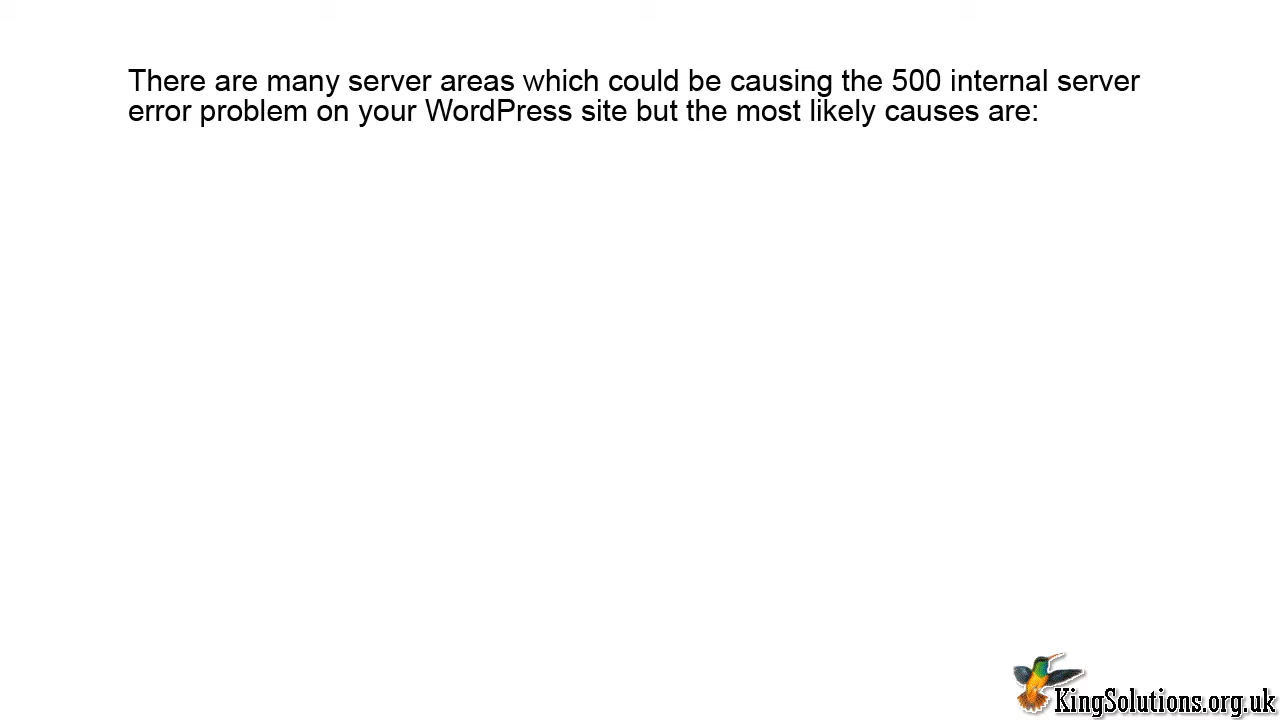 There are many server areas which could be causing the 500 internal server
error problem on your WordPress site but the most likely causes are:
KingSolutions.org.uk